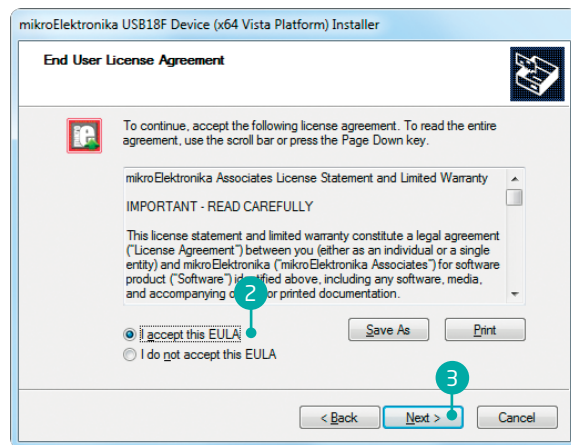 mikroElektronika USB18F Device (x64 Vista Platform) Installer
End User License Agreement
To continue, accept the following license agreement. To read the entire
agreement, use the scroll bar or press the Page Down key.
mikroElektronika Associates License Statement and Limited Warranty
IMPORTANT - READ CAREFULLY
This license statement and limited warranty constitute a legal agreement
("License Agreement") between you (either as an individual or a single
entity) and mikroElektronika ("mikroElektronika Associates") for software
product ("Software") identified above, including any software, media,
and accompanying or printed documentation.
2
I accept this EULA
Save As
Print
I do not accept this EULA
3
< Back
Next >
Cancel